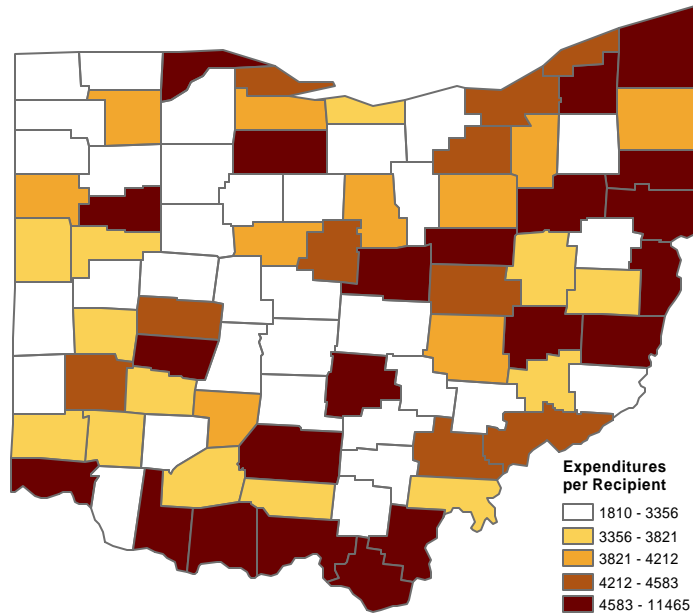 Expenditures
per Recipient
1810 - 3356
3356 - 3821
3821 - 4212
4212 - 4583
4583 - 11465